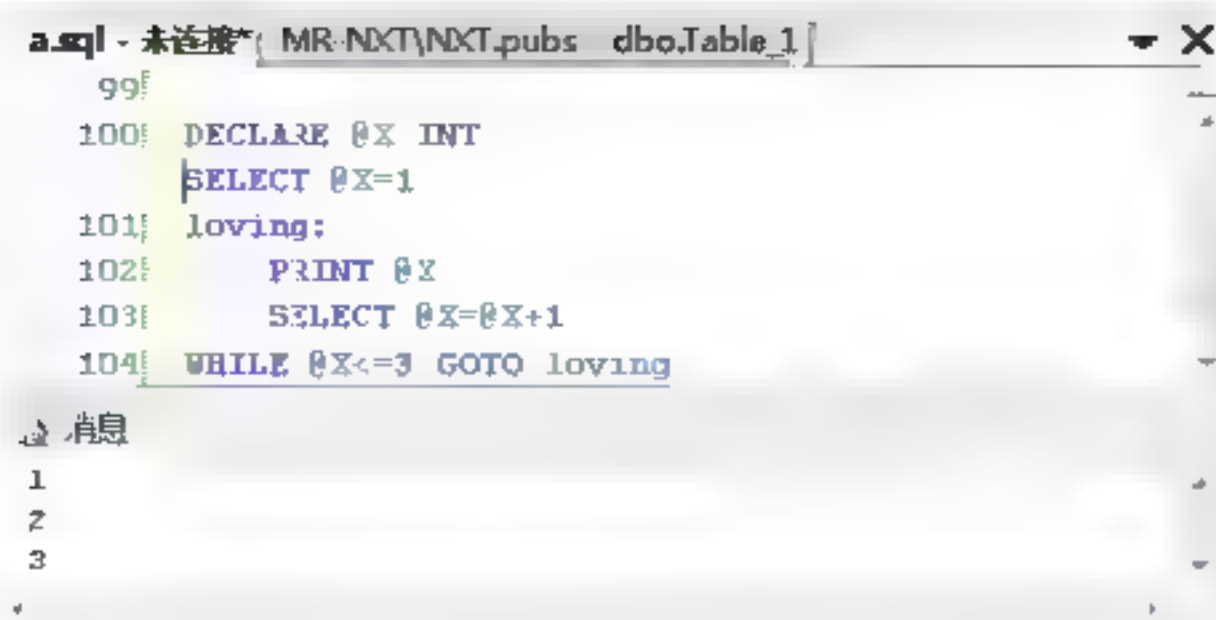 a.sql - 未连接* MR-NXT\NXT.pubs dbo.Table_1
99
100 DECLARE @X INT
SELECT @X=1
101 loving:
102 PRINT @X
103 SELECT @X=@X+1
104 WHILE @X<=3 GOTO loving
消息
1
2
3